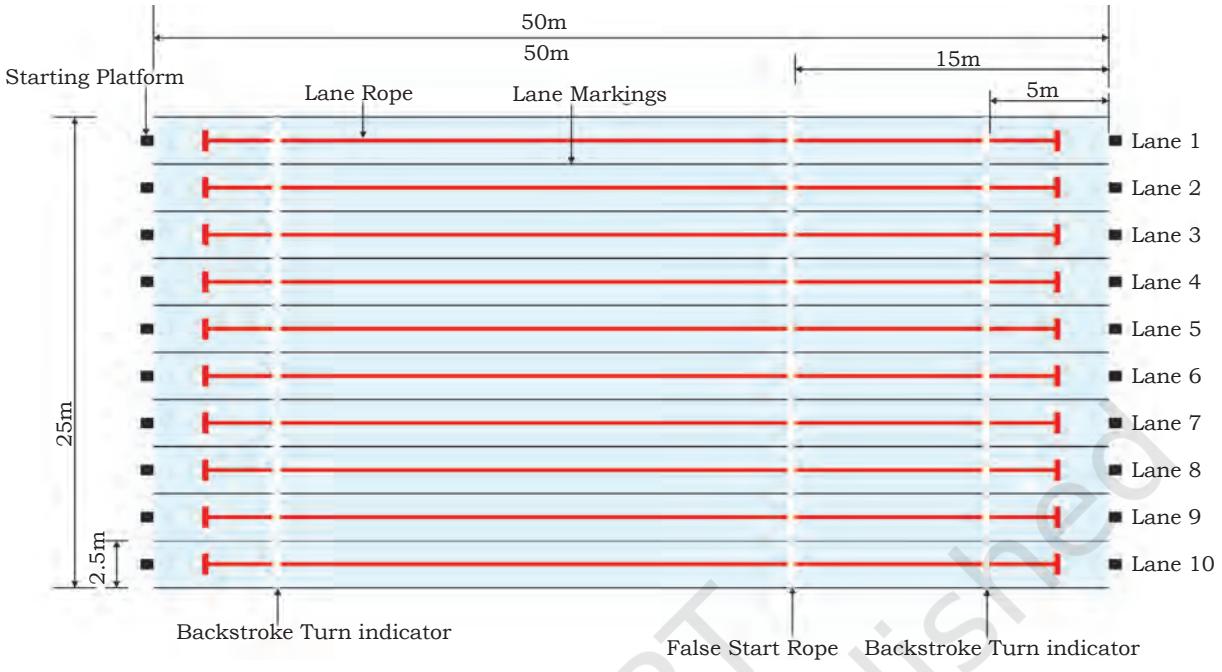 50m
50m
15m
Starting Platform
5m
Lane Rope
Lane Markings
Lane 1
Lane 2
Lane 3
Lane 4
Lane 5
Lane 6
25m
Lane 7
Lane 8
Lane 9
2.5m
Lane 10
Backstroke Turn indicator
False Start Rope
Backstroke Turn indicator